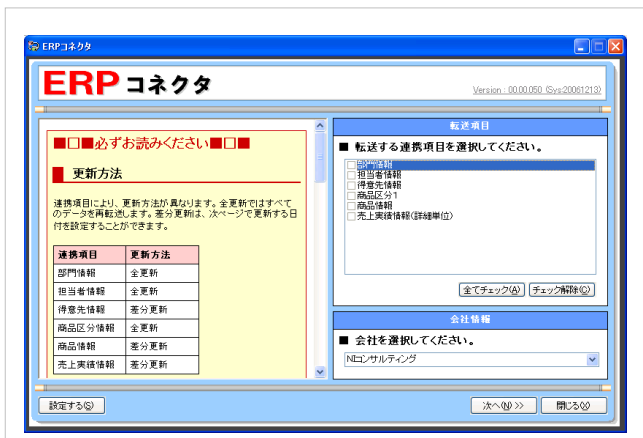 ERPコネクタ
ERP コネクタ
Version : 00.00.050 (Sys:20061213)
■□■必ずお読みください■□■
更新方法
連携項目により、更新方法が異なります。全更新ではすべて
のデータを再転送します。差分更新は、次ページで更新する日
付を設定することができます。
連携項目 更新方法
部門情報 全更新
担当者情報 全更新
得意先情報 差分更新
商品区分情報 全更新
商品情報 差分更新
売上実績情報 差分更新
転送項目
■ 転送する連携項目を選択してください。
部門情報
担当者情報
得意先情報
商品区分1
商品情報
売上実績情報(詳細単位)
全てチェック(A) チェック解除(C)
会社情報
■ 会社を選択してください。
NIコンサルティング
設定する(S) 次へ(N) >> 閉じる(X)